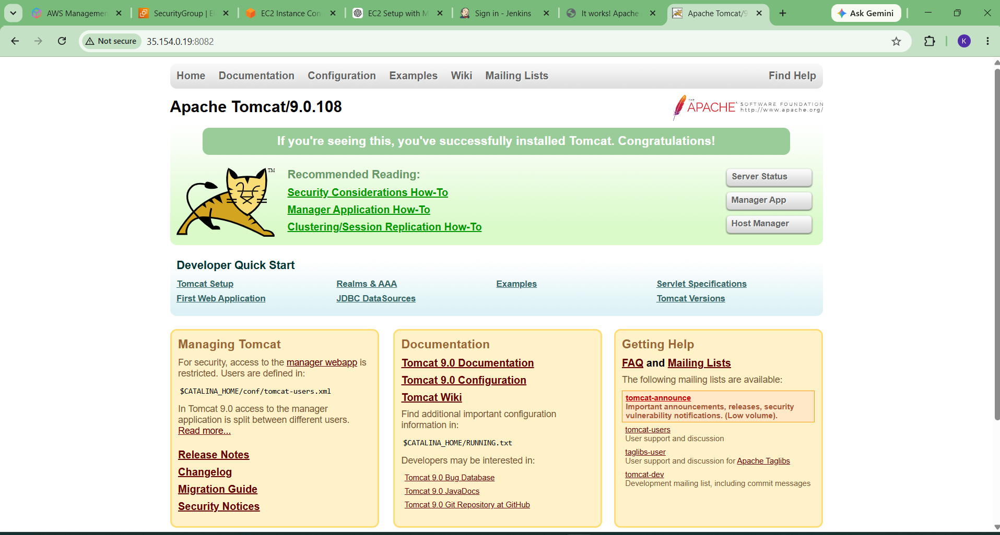 AWS Managemen
SecurityGroup | E
EC2 Instance Con
EC2 Setup with M
Sign in - Jenkins
It works! Apache
Apache Tomcat/9
Ask Gemini
Not secure
35.154.0.19:8082
K
Home
Documentation
Configuration
Examples
Wiki
Mailing Lists
Find Help
Apache Tomcat/9.0.108
THE
APACHE
SOFTWARE FOUNDATION
http://www.apache.org/
If you're seeing this, you've successfully installed Tomcat. Congratulations!
TM
Recommended Reading:
Security Considerations How-To
Manager Application How-To
Clustering/Session Replication How-To
Server Status
Manager App
Host Manager
Developer Quick Start
Tomcat Setup
First Web Application
Realms & AAA
JDBC DataSources
Examples
Servlet Specifications
Tomcat Versions
Managing Tomcat
For security, access to the manager webapp is
restricted. Users are defined in:
$CATALINA_HOME/conf/tomcat-users.xml
In Tomcat 9.0 access to the manager
application is split between different users.
Read more...
Release Notes
Changelog
Migration Guide
Security Notices
Documentation
Tomcat 9.0 Documentation
Tomcat 9.0 Configuration
Tomcat Wiki
Find additional important configuration
information in:
$CATALINA_HOME/RUNNING.txt
Developers may be interested in:
Tomcat 9.0 Bug Database
Tomcat 9.0 JavaDocs
Tomcat 9.0 Git Repository at GitHub
Getting Help
FAQ and Mailing Lists
The following mailing lists are available:
tomcat-announce
Important announcements, releases, security
vulnerability notifications. (Low volume).
tomcat-users
User support and discussion
taglibs-user
User support and discussion for Apache Taglibs
tomcat-dev
Development mailing list, including commit messages